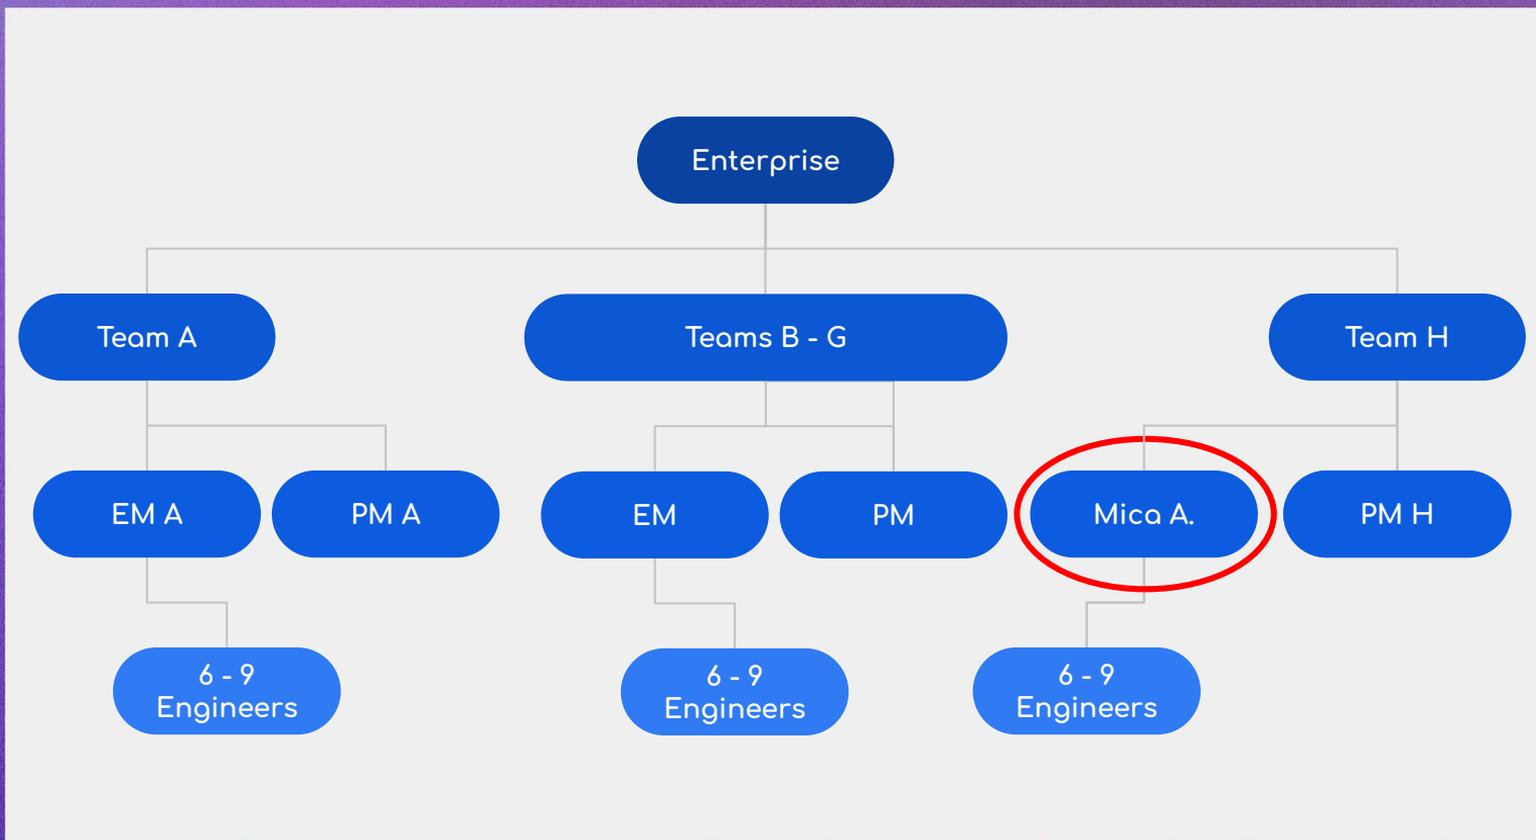 Enterprise
Team A
Teams B - G
Team H
EM A
PM A
EM
PM
Mica A.
PM H
6 - 9
Engineers
6 - 9
Engineers
6 - 9
Engineers